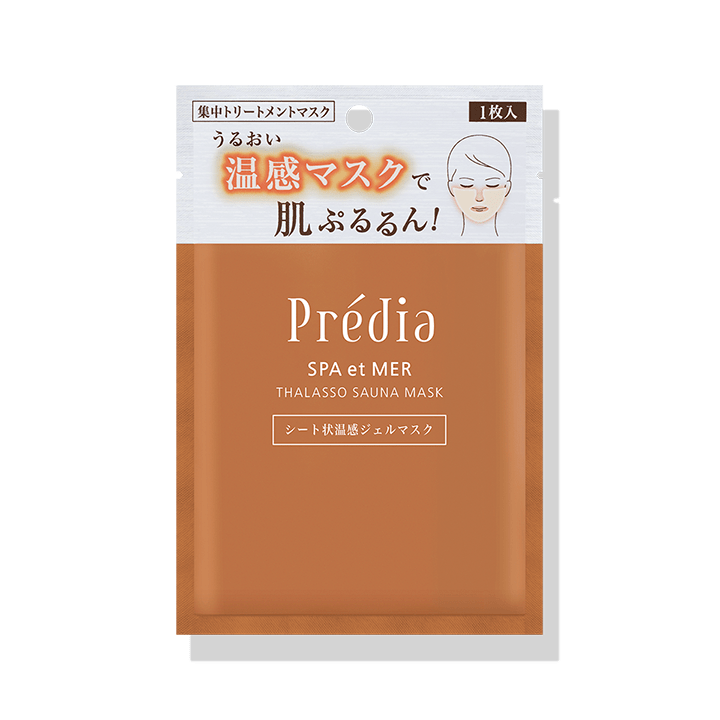 集中トリートメントマスク
1枚入
うるおい
温感マスクで
肌ぷるるん!
Prédia
SPA et MER
THALASSO SAUNA MASK
シート状温感ジェルマスク